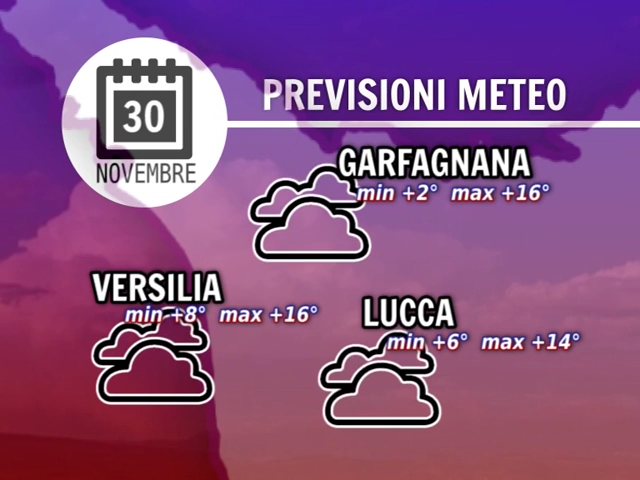 30
NOVEMBRE
PREVISIONI METEO
GARFAGNANA
min +2° max +16°
VERSILIA
min +8° max +16°
LUCCA
min +6° max +14°